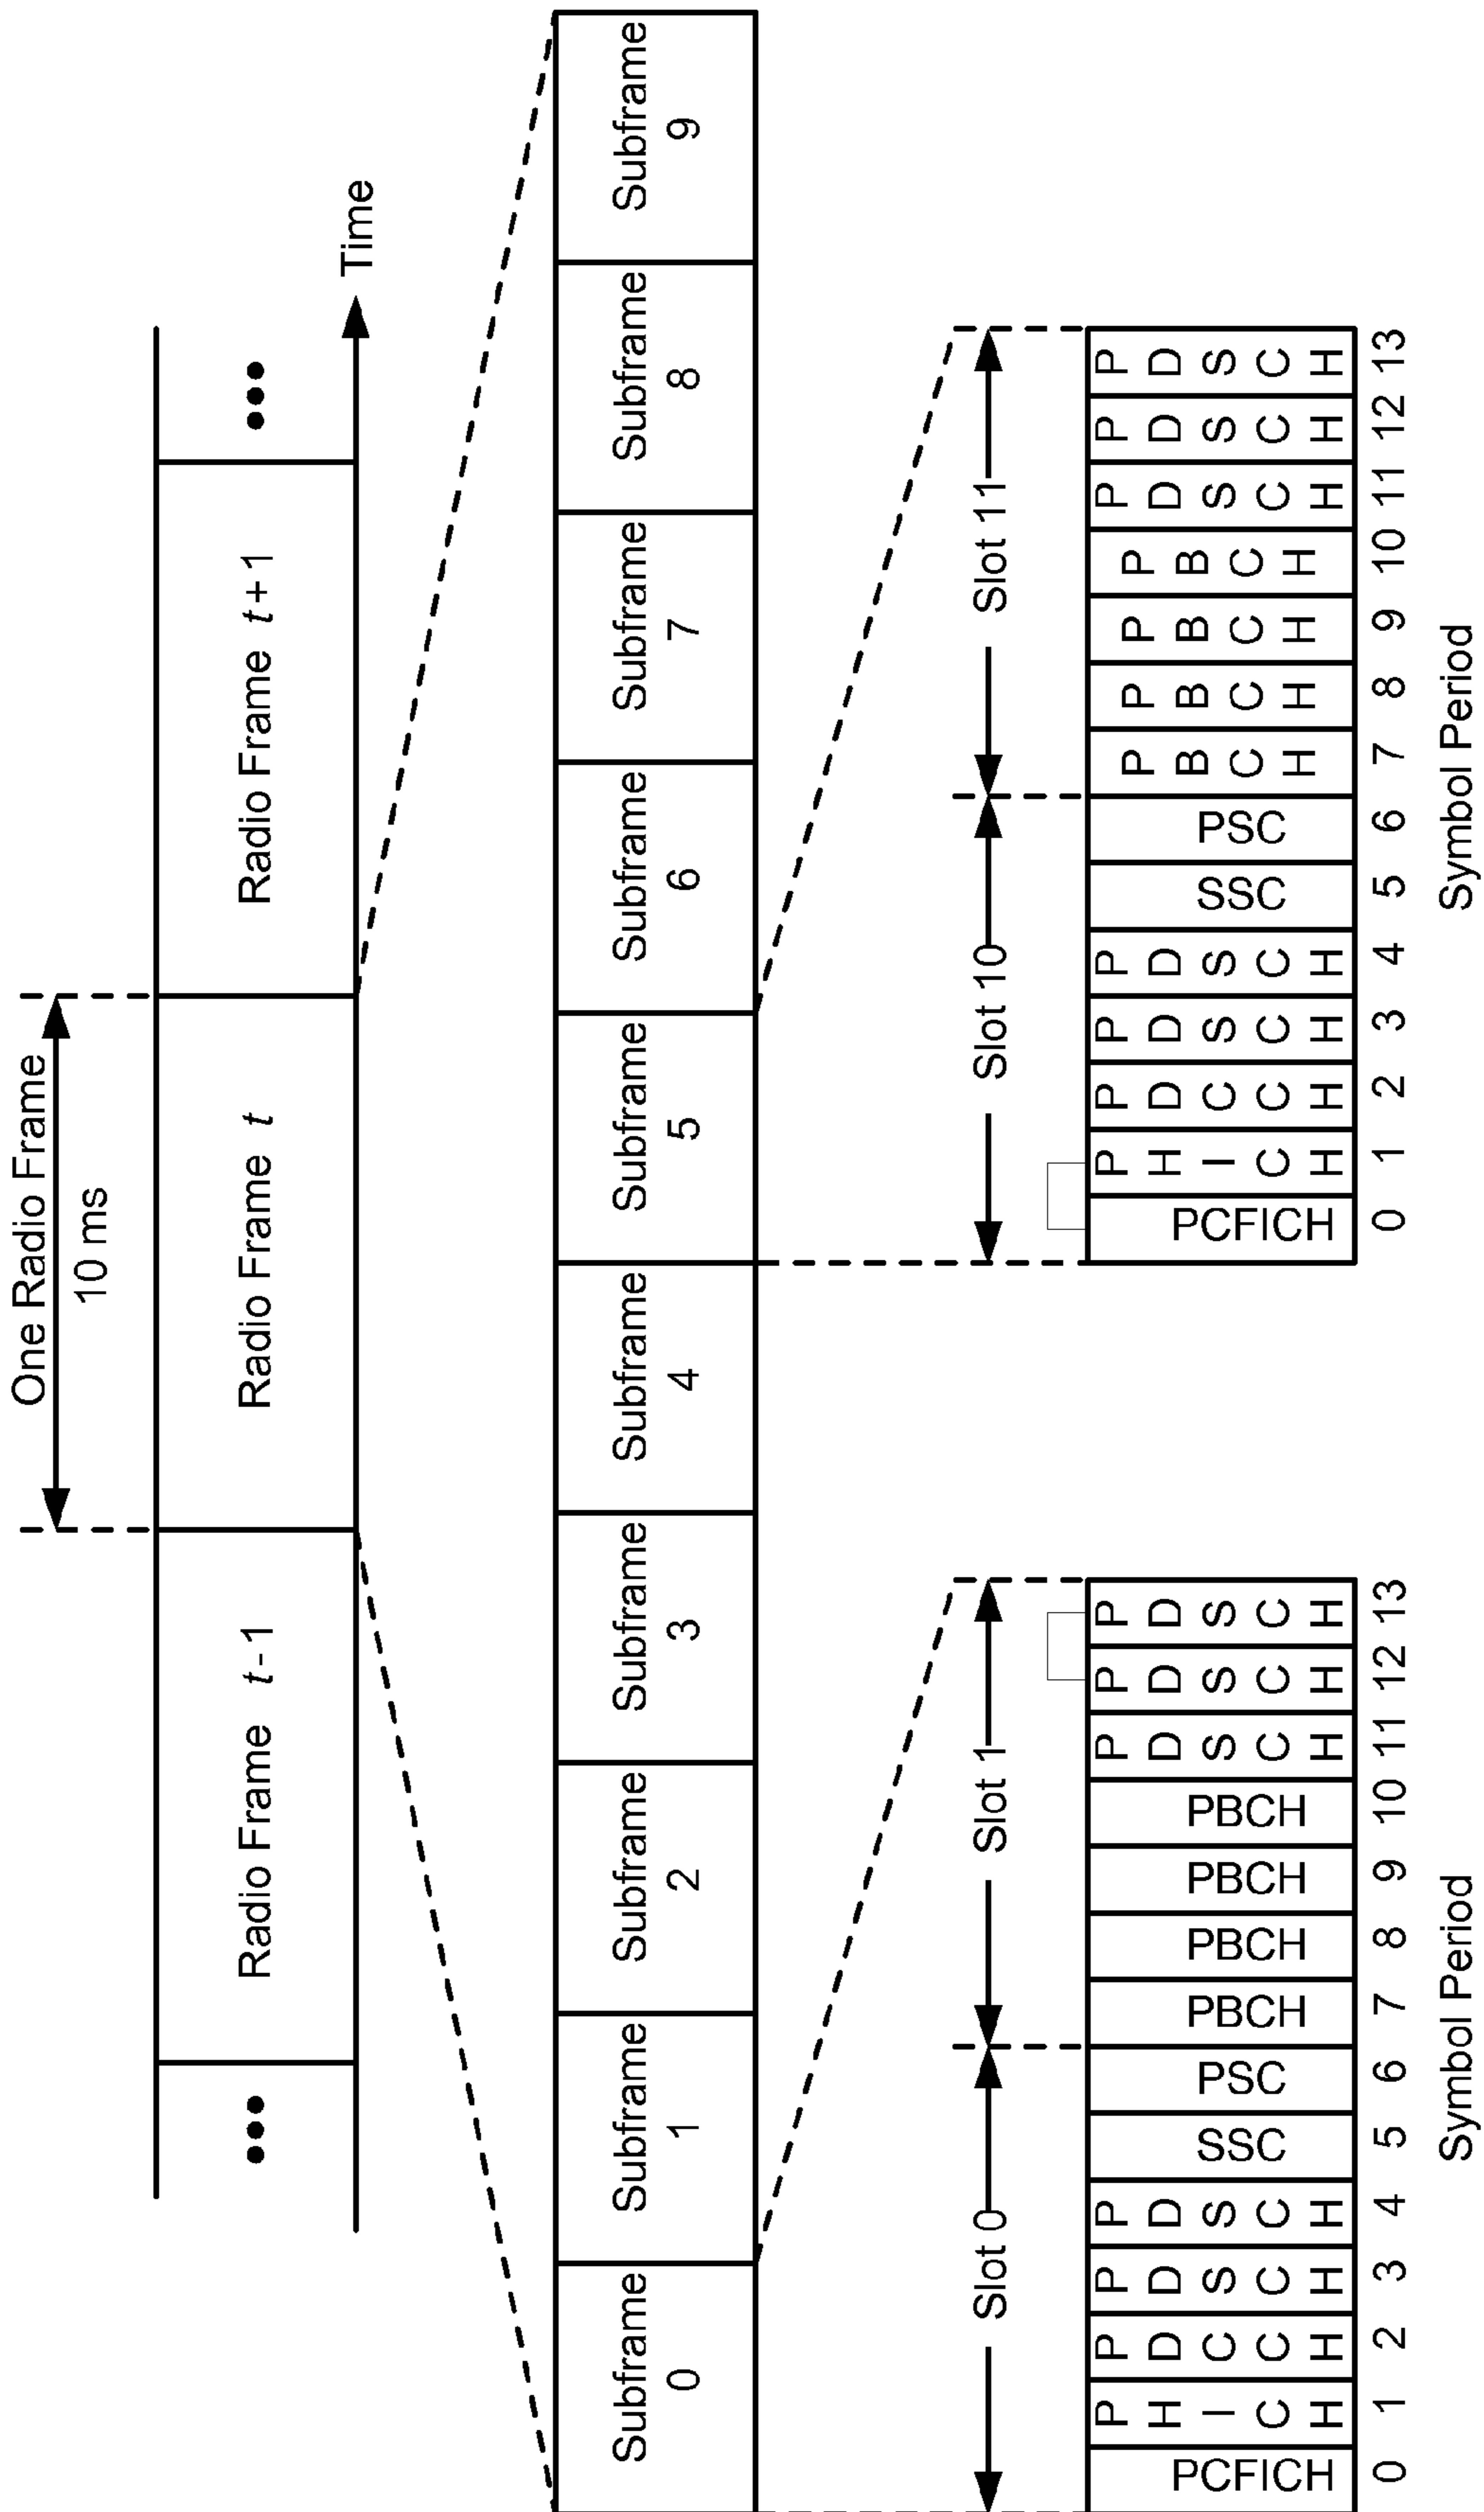 One Radio Frame
10 ms
••• Radio Frame t-1 Radio Frame t Radio Frame t+1 •••
Time
Subframe 0 Subframe 1 Subframe 2 Subframe 3 Subframe 4 Subframe 5 Subframe 6 Subframe 7 Subframe 8 Subframe 9
Slot 0 Slot 1
PCFICH PHICH PDCCH PDSCH PDSCH SSC PSC PBCH PBCH PBCH PBCH PDSCH PDSCH PDSCH
0 1 2 3 4 5 6 7 8 9 10 11 12 13
Symbol Period
Slot 10 Slot 11
PCFICH PHICH PDCCH PDSCH PDSCH SSC PSC PBCH PBCH PBCH PBCH PDSCH PDSCH PDSCH
0 1 2 3 4 5 6 7 8 9 10 11 12 13
Symbol Period